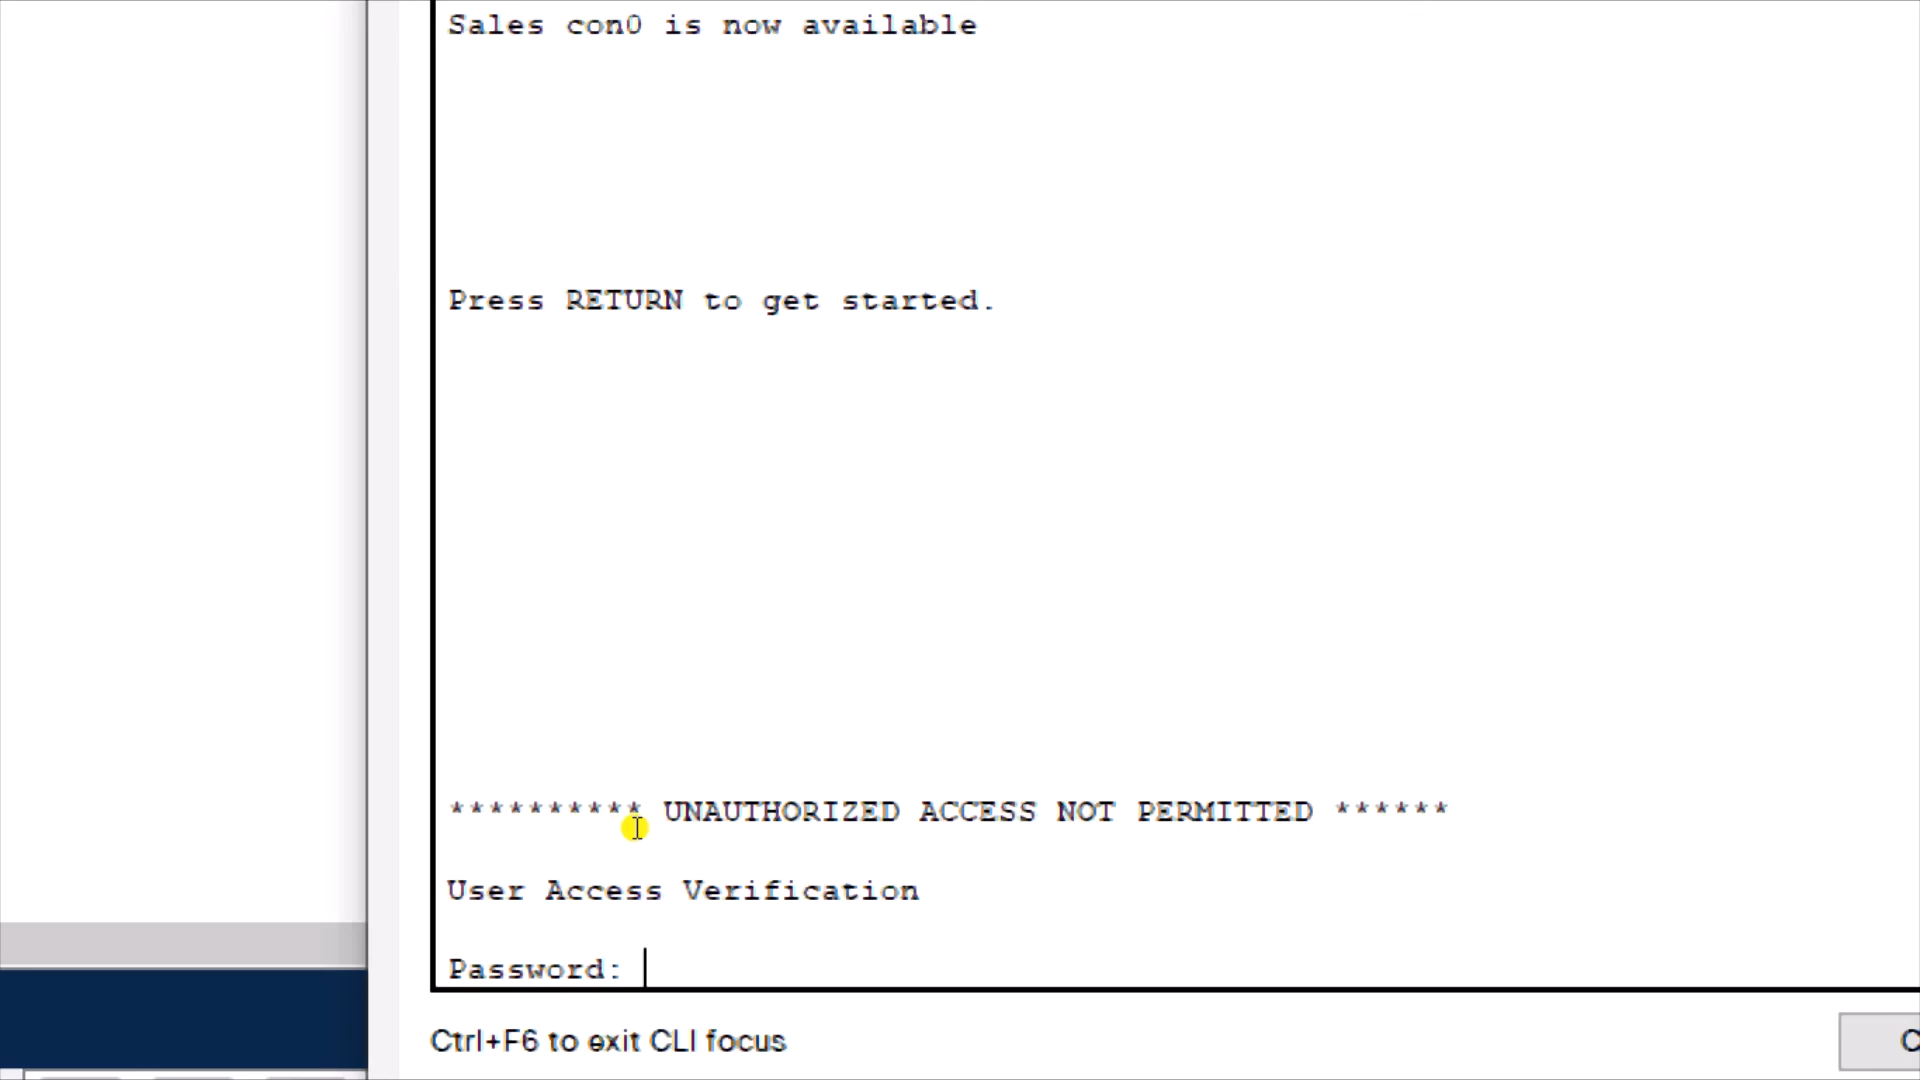 Sales con0 is now available
Press RETURN to get started.
********** UNAUTHORIZED ACCESS NOT PERMITTED ******
User Access Verification
Password:
Ctrl+F6 to exit CLI focus